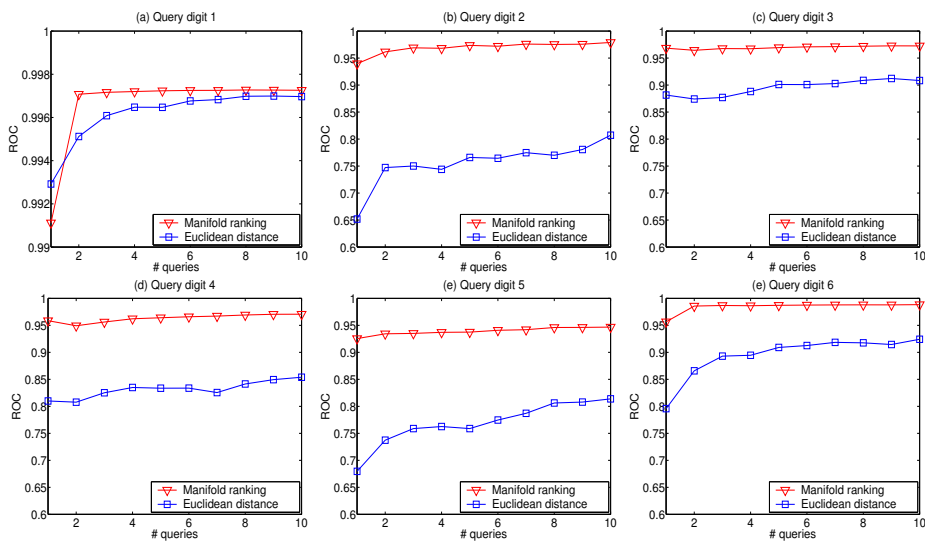 (a) Query digit 1
1
0.998
0.996
0.994
0.992
0.99
ROC
2 4 6 8 10
# queries
Manifold ranking
Euclidean distance
(b) Query digit 2
1
0.95
0.9
0.85
0.8
0.75
0.7
0.65
0.6
ROC
2 4 6 8 10
# queries
Manifold ranking
Euclidean distance
(c) Query digit 3
1
0.95
0.9
0.85
0.8
0.75
0.7
0.65
0.6
ROC
2 4 6 8 10
# queries
Manifold ranking
Euclidean distance
(d) Query digit 4
1
0.95
0.9
0.85
0.8
0.75
0.7
0.65
0.6
ROC
2 4 6 8 10
# queries
Manifold ranking
Euclidean distance
(e) Query digit 5
1
0.95
0.9
0.85
0.8
0.75
0.7
0.65
0.6
ROC
2 4 6 8 10
# queries
Manifold ranking
Euclidean distance
(e) Query digit 6
1
0.95
0.9
0.85
0.8
0.75
0.7
0.65
0.6
ROC
2 4 6 8 10
# queries
Manifold ranking
Euclidean distance